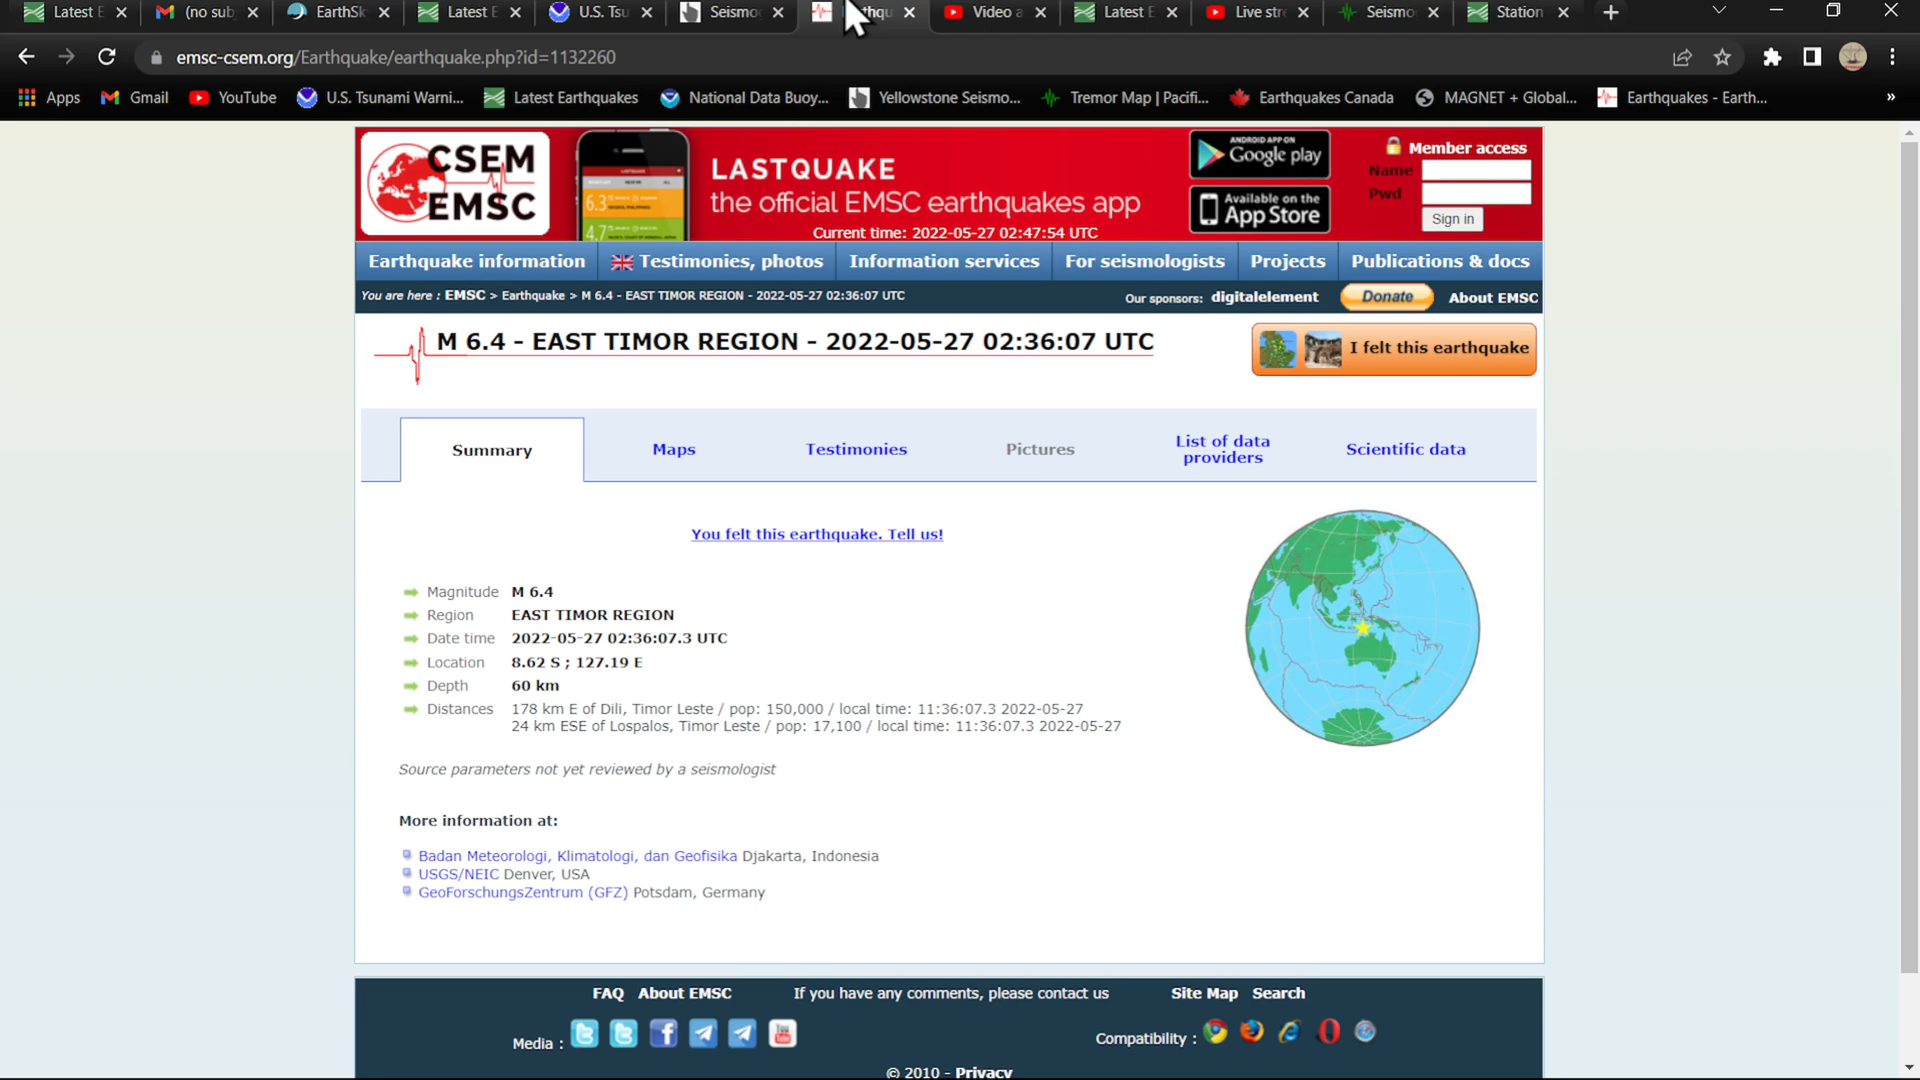 Latest E
(no sub
EarthSk
Latest E
U.S. Tsu
Seismo
thqu
Video a
Latest E
Live stre
Seismo
Station
emsc-csem.org/Earthquake/earthquake.php?id=1132260
Apps
Gmail
YouTube
U.S. Tsunami Warni...
Latest Earthquakes
National Data Buoy...
Yellowstone Seismo...
Tremor Map | Pacifi...
Earthquakes Canada
MAGNET + Global...
Earthquakes - Earth...
»
CSEM
EMSC
LASTQUAKE
the official EMSC earthquakes app
Current time: 2022-05-27 02:47:54 UTC
6.3
4.7
ANDROID APP ON
Google play
Available on the
App Store
Member access
Name
Pwd
Sign in
Earthquake information
Testimonies, photos
Information services
For seismologists
Projects
Publications & docs
You are here : EMSC > Earthquake > M 6.4 - EAST TIMOR REGION - 2022-05-27 02:36:07 UTC
Our sponsors: digitalelement
Donate
About EMSC
M 6.4 - EAST TIMOR REGION - 2022-05-27 02:36:07 UTC
I felt this earthquake
Summary
Maps
Testimonies
Pictures
List of data
providers
Scientific data
You felt this earthquake. Tell us!
Magnitude M 6.4
Region EAST TIMOR REGION
Date time 2022-05-27 02:36:07.3 UTC
Location 8.62 S ; 127.19 E
Depth 60 km
Distances 178 km E of Dili, Timor Leste / pop: 150,000 / local time: 11:36:07.3 2022-05-27
24 km ESE of Lospalos, Timor Leste / pop: 17,100 / local time: 11:36:07.3 2022-05-27
Source parameters not yet reviewed by a seismologist
More information at:
Badan Meteorologi, Klimatologi, dan Geofisika Djakarta, Indonesia
USGS/NEIC Denver, USA
GeoForschungsZentrum (GFZ) Potsdam, Germany
FAQ About EMSC If you have any comments, please contact us Site Map Search
Media :
You
Compatibility :
© 2010 - Privacy